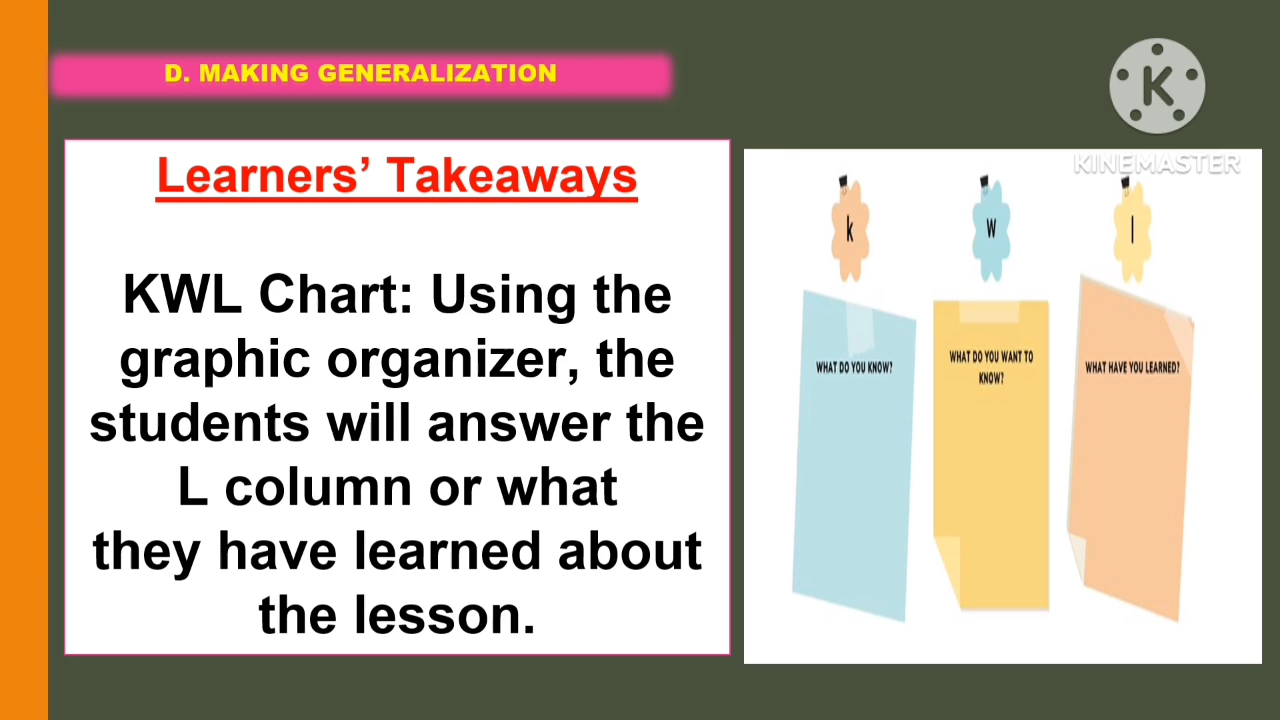 D. MAKING GENERALIZATION
Learners’ Takeaways
KWL Chart: Using the
graphic organizer, the
students will answer the
L column or what
they have learned about
the lesson.
K
KINEMASTER
k
w
l
WHAT DO YOU KNOW?
WHAT DO YOU WANT TO
KNOW?
WHAT HAVE YOU LEARNED?